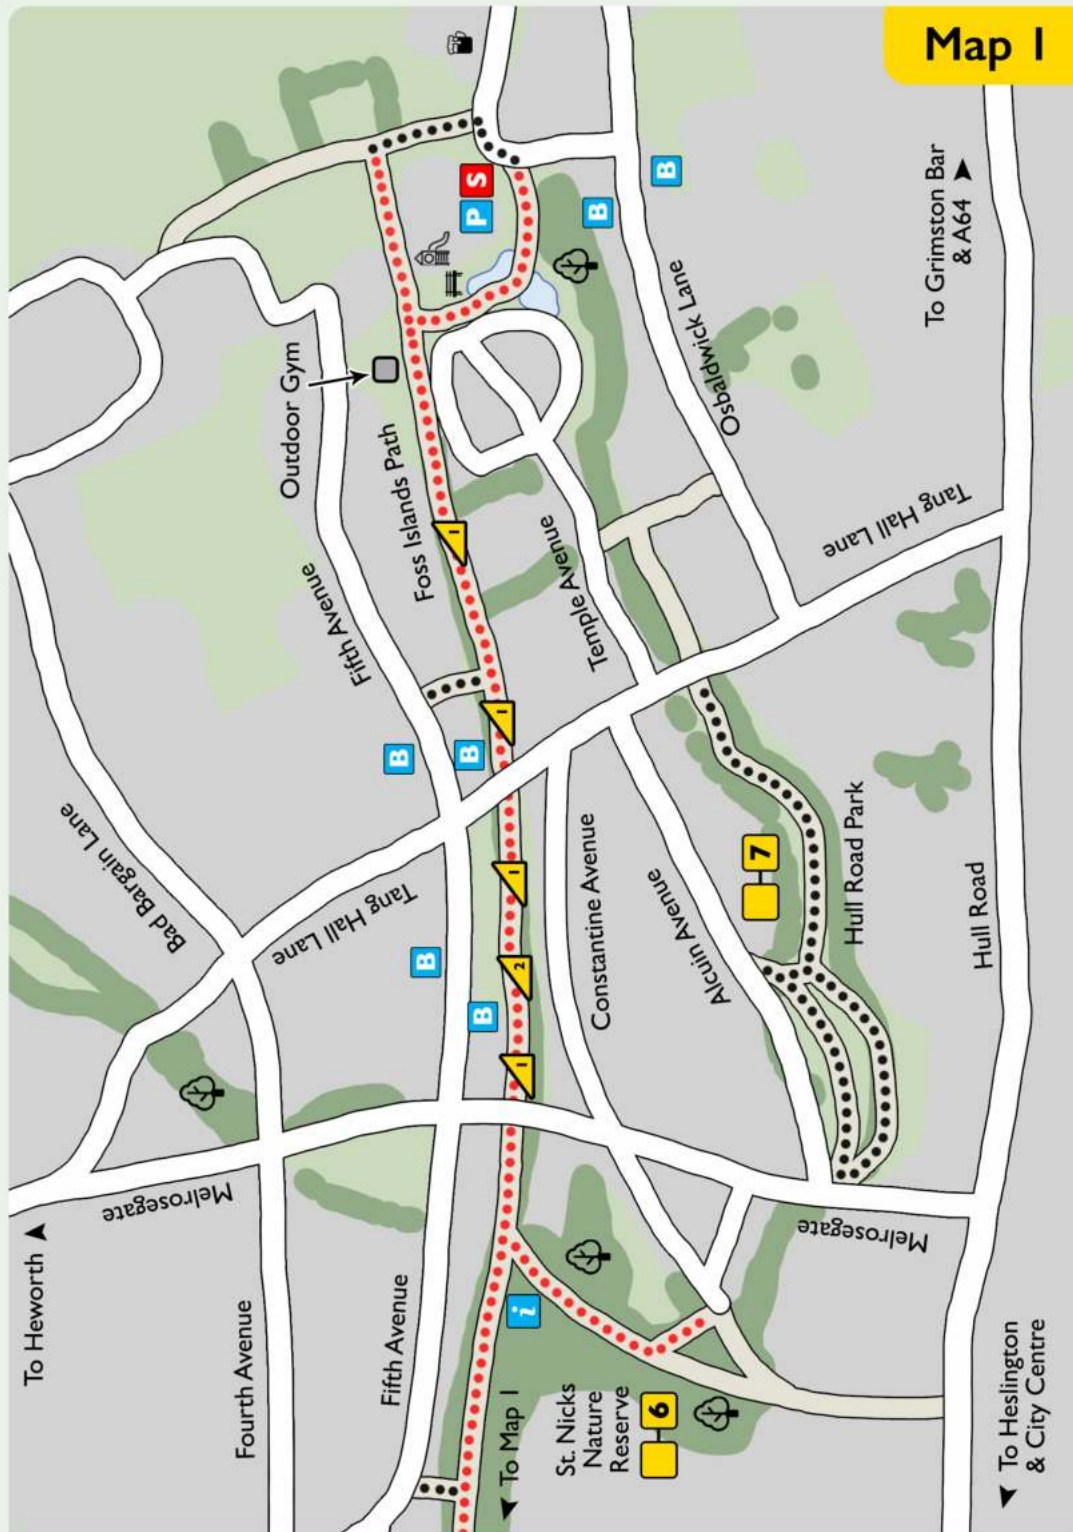 Map 1
To Grimston Bar
& A64
Outdoor Gym
S
P
B
B
Osbaldwick Lane
Foss Islands Path
Fifth Avenue
Temple Avenue
Tang Hall Lane
1
1
B
B
Bad Bargain Lane
Tang Hall Lane
Constantine Avenue
Alcuin Avenue
7
Hull Road Park
Hull Road
1
2
B
B
1
Melrosegate
Melrosegate
To Heworth
Fourth Avenue
Fifth Avenue
i
To Map 1
St. Nicks
Nature
Reserve
6
To Heslington
& City Centre